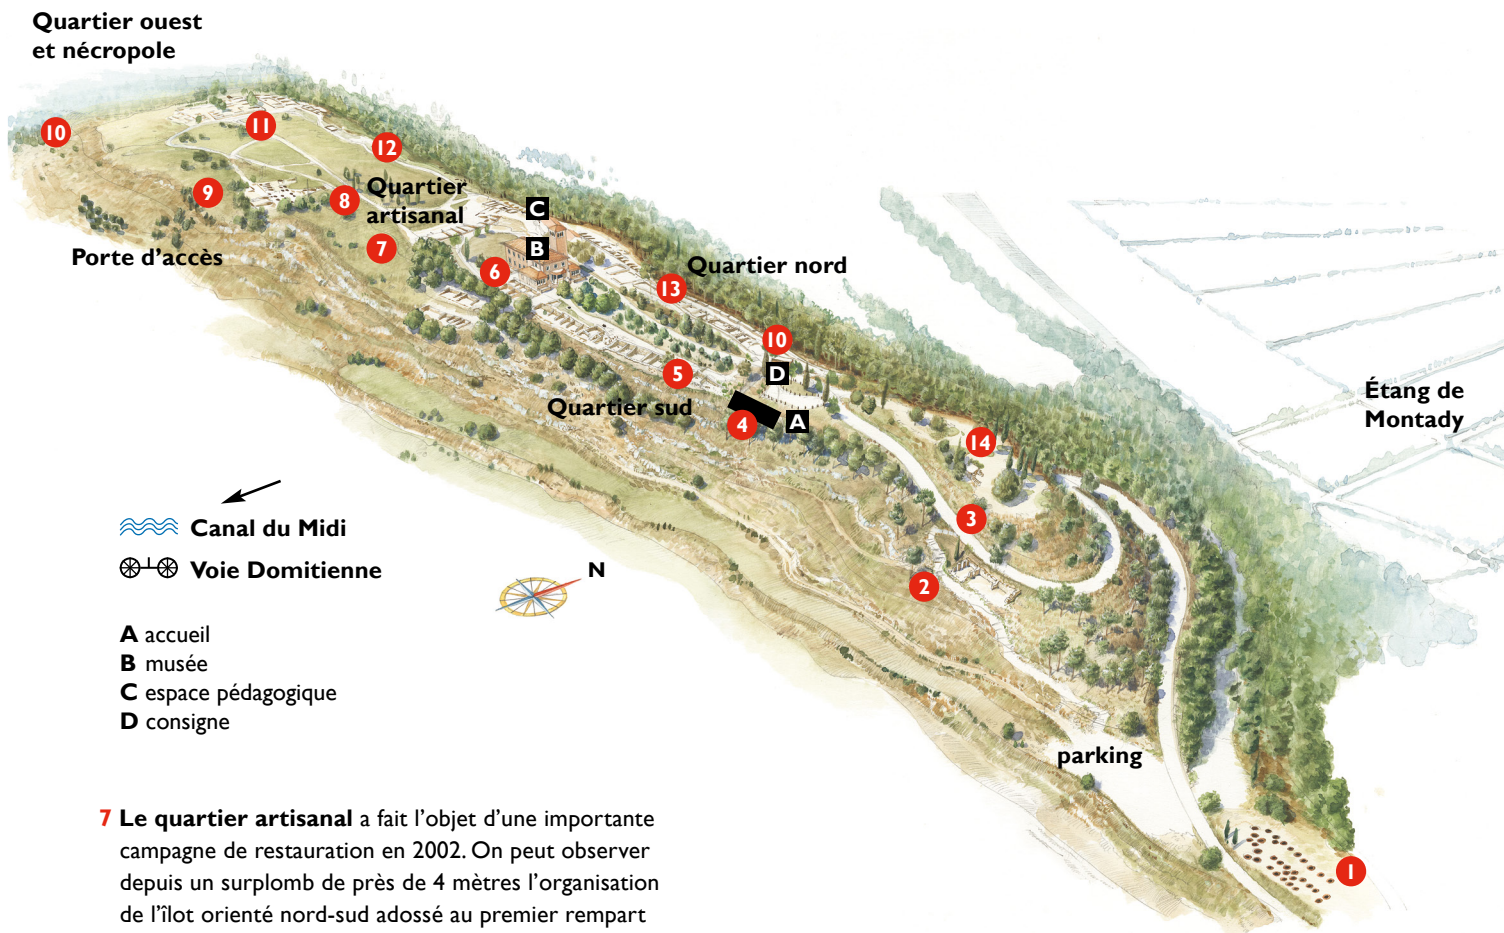 Quartier ouest
et nécropole
10
11
12
9
8
Quartier
artisanal
C
7
B
Porte d'accès
6
Quartier nord
13
10
D
5
Quartier sud
4
A
Étang de
Montady
14
3
2
Canal du Midi
Voie Domitienne
N
A accueil
B musée
C espace pédagogique
D consigne
parking
1
7 Le quartier artisanal a fait l'objet d'une importante
campagne de restauration en 2002. On peut observer
depuis un surplomb de près de 4 mètres l'organisation
de l'îlot orienté nord-sud adossé au premier rempart